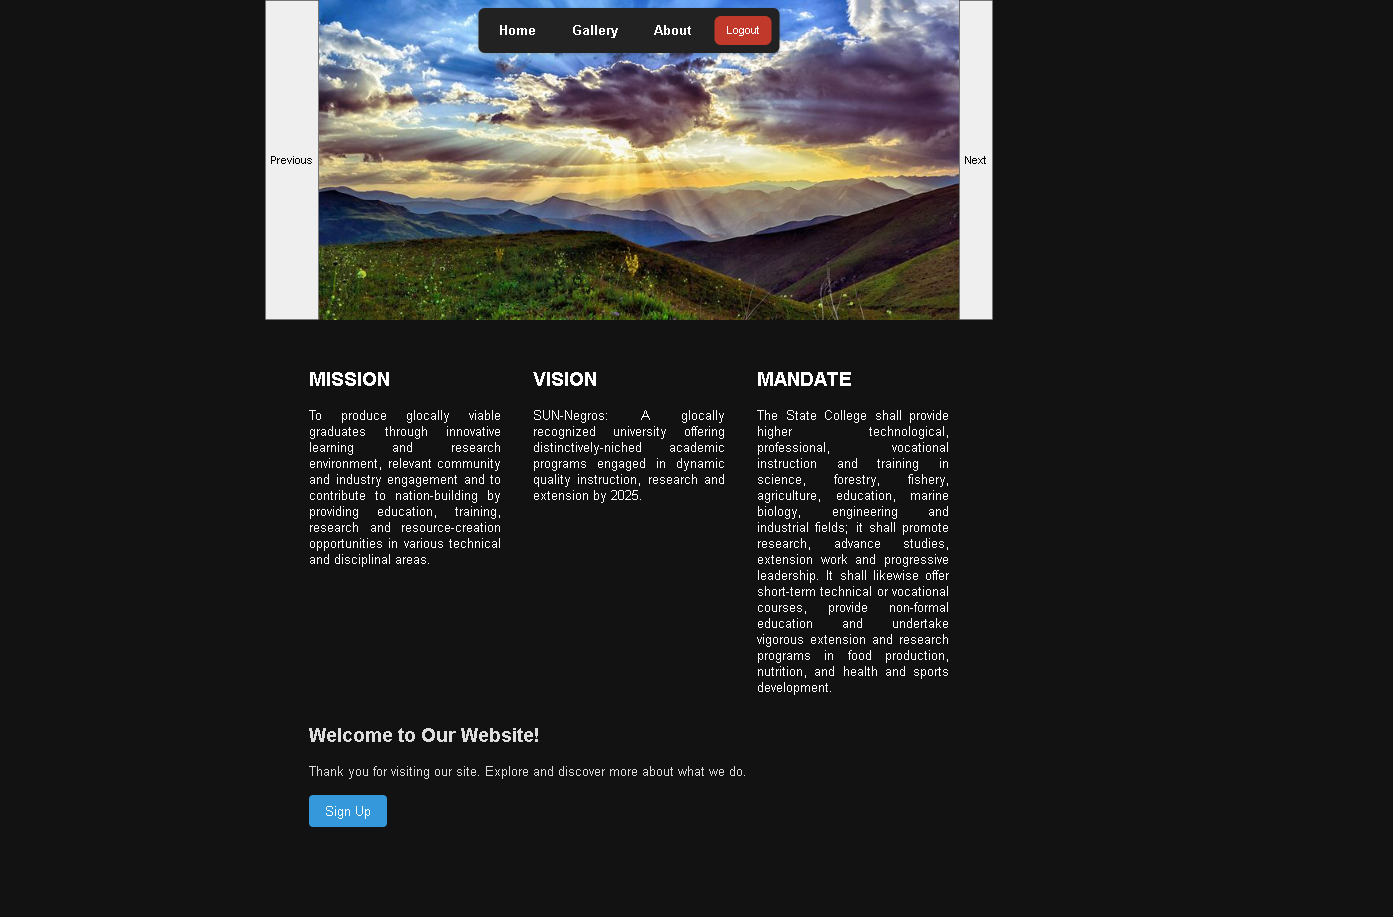 Home Gallery About Logout
Previous
Next
MISSION
To produce glocally viable
graduates through innovative
learning and research
environment, relevant community
and industry engagement and to
contribute to nation-building by
providing education, training,
research and resource-creation
opportunities in various technical
and disciplinal areas.
VISION
SUN-Negros: A glocally
recognized university offering
distinctively-niched academic
programs engaged in dynamic
quality instruction, research and
extension by 2025.
MANDATE
The State College shall provide
higher technological,
professional, vocational
instruction and training in
science, forestry, fishery,
agriculture, education, marine
biology, engineering and
industrial fields; it shall promote
research, advance studies,
extension work and progressive
leadership. It shall likewise offer
short-term technical or vocational
courses, provide non-formal
education and undertake
vigorous extension and research
programs in food production,
nutrition, and health and sports
development.
Welcome to Our Website!
Thank you for visiting our site. Explore and discover more about what we do.
Sign Up